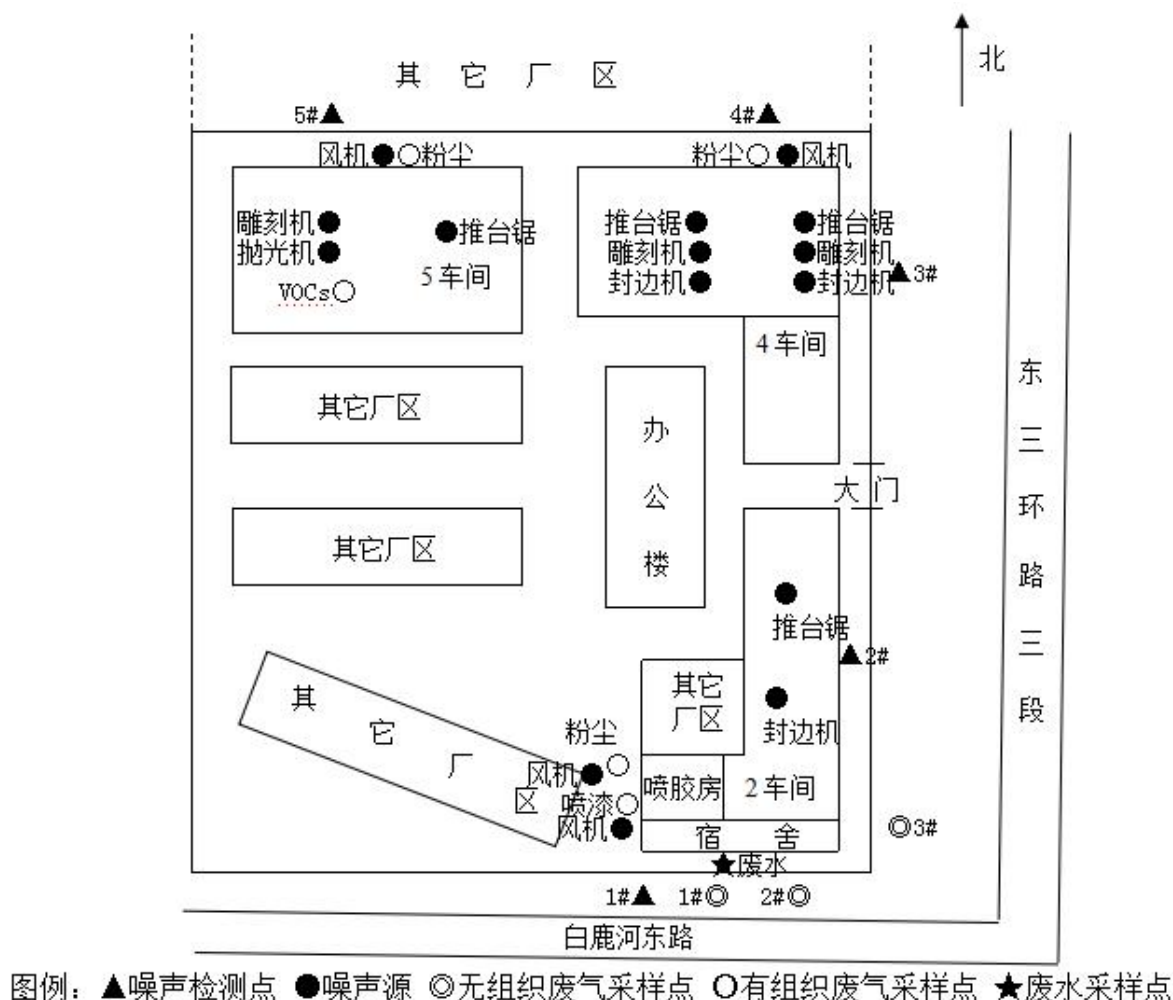 其 它 厂 区
北
5#▲
4#▲
风机●○粉尘
粉尘○●风机
雕刻机●
●推台锯
抛光机●
5车间
VOCs○
推台锯●
●推台锯
雕刻机●
●雕刻机
封边机●
●封边机
▲3#
4车间
其它厂区
办公楼
大门
其它厂区
东三环路三段
●
推台锯
▲2#
其它厂区
●
封边机
其它厂区
粉尘
风机●○
喷漆○
风机●
喷胶房
2车间
宿 舍
★废水
◎3#
1#▲ 1#◎ 2#◎
白鹿河东路
图例：▲噪声检测点 ●噪声源 ◎无组织废气采样点 ○有组织废气采样点 ★废水采样点